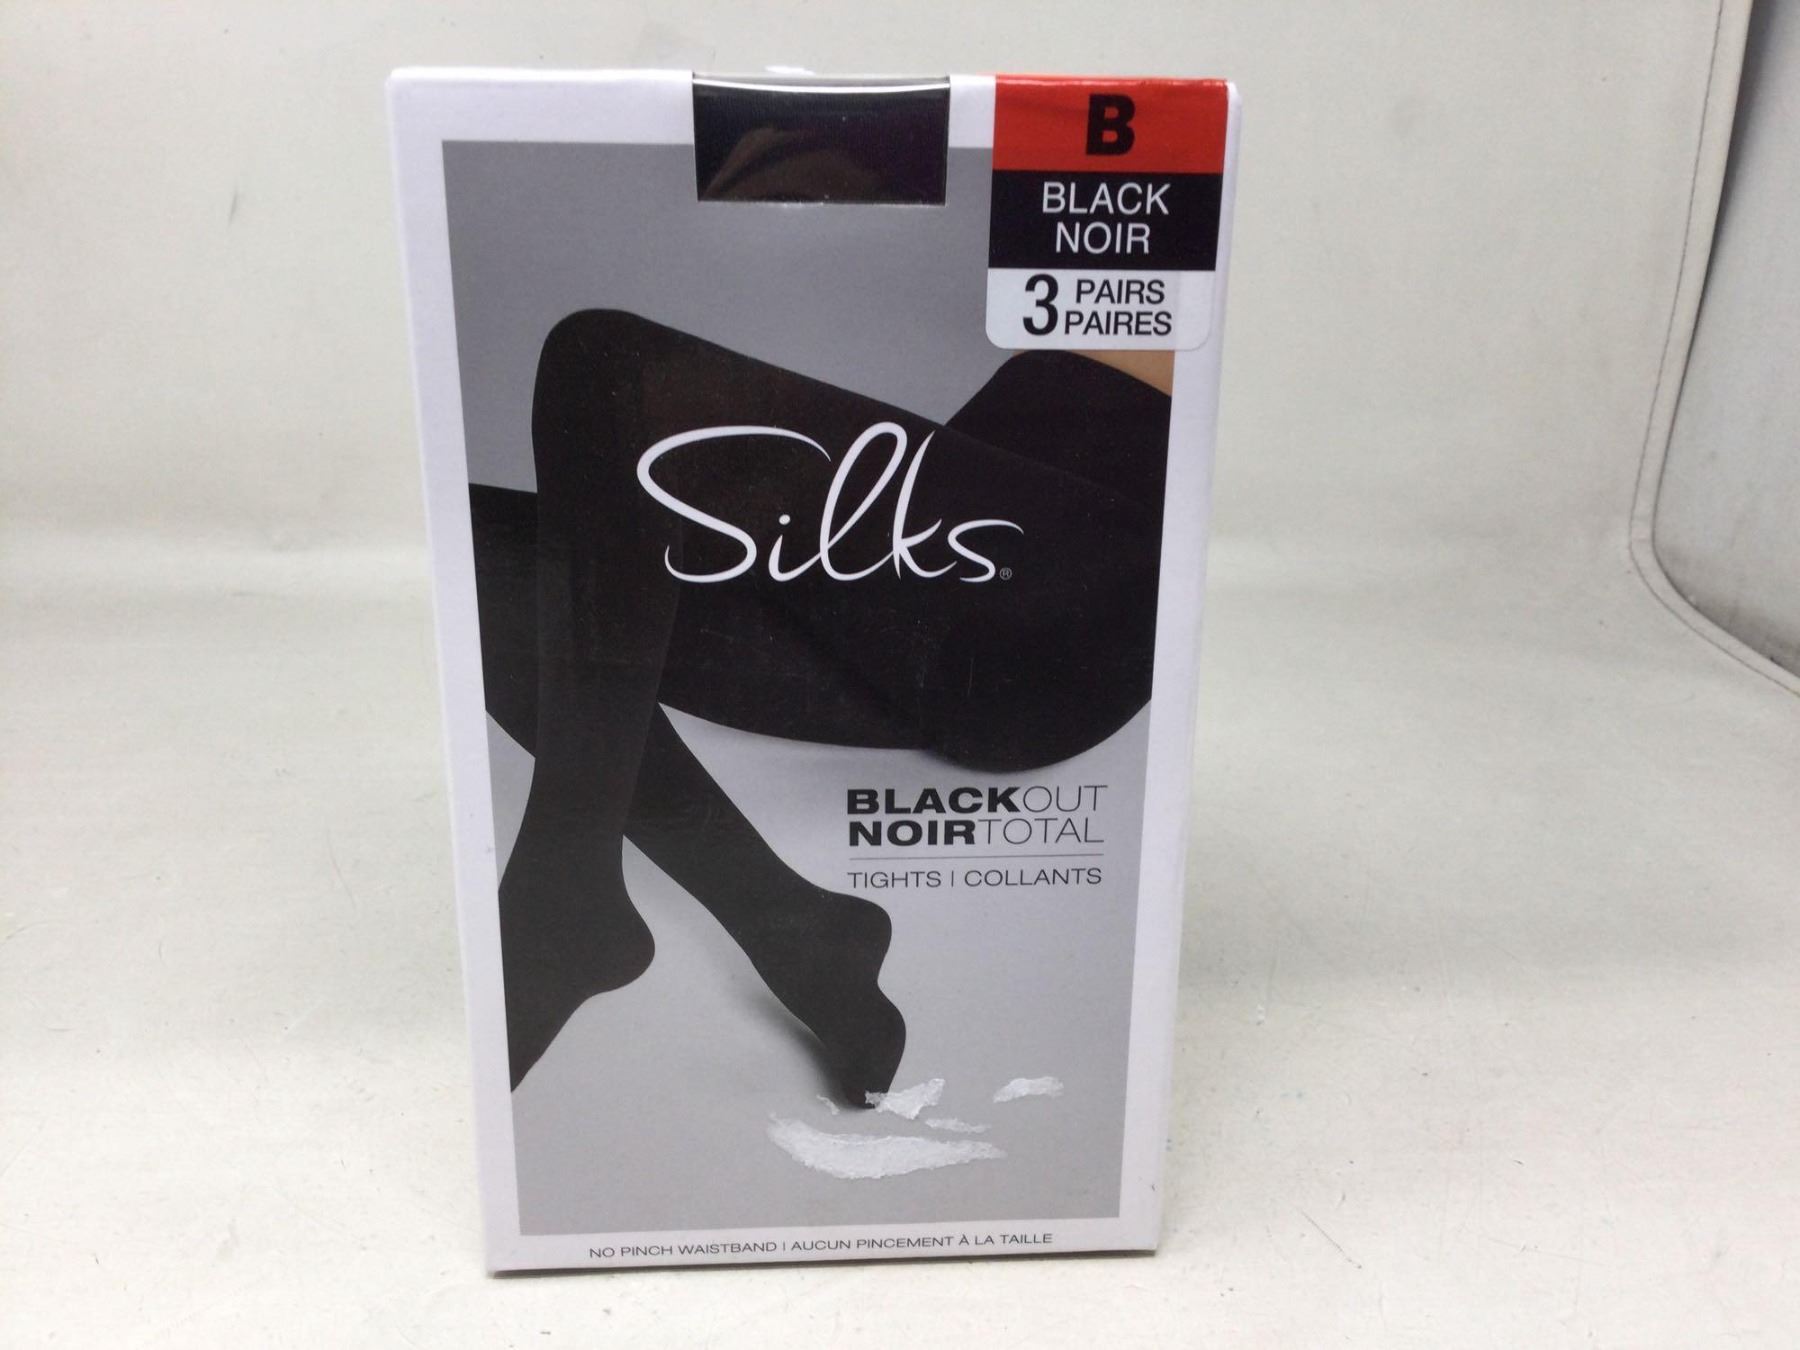 B
BLACK
NOIR
3 PAIRS
PAIRES
Silks®
BLACKOUT
NOIRTOTAL
TIGHTS | COLLANTS
NO PINCH WAISTBAND | AUCUN PINCEMENT À LA TAILLE